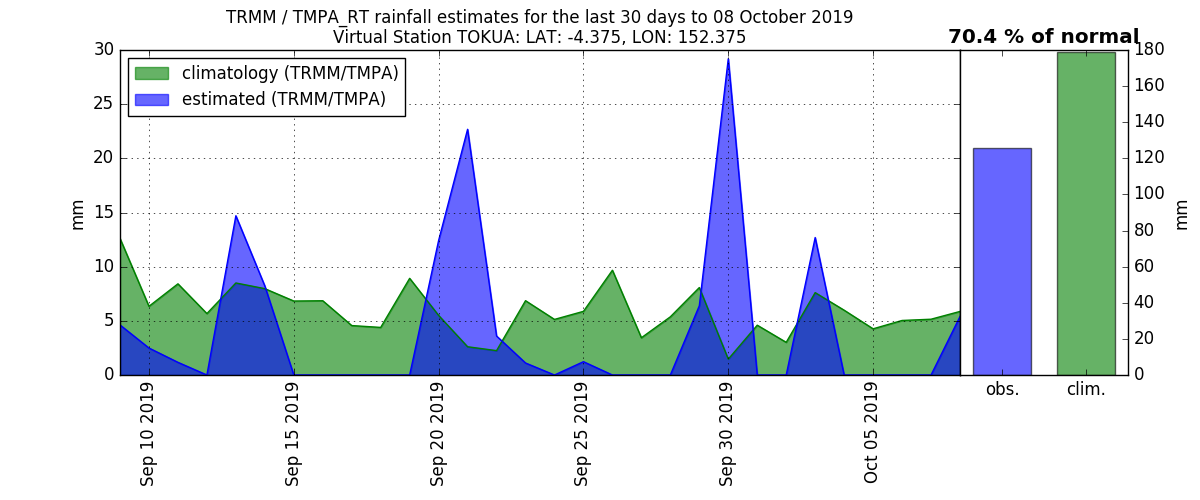 TRMM / TMPA_RT rainfall estimates for the last 30 days to 08 October 2019
Virtual Station TOKUA: LAT: -4.375, LON: 152.375
70.4 % of normal
climatology (TRMM/TMPA)
estimated (TRMM/TMPA)
30
25
20
15
10
5
0
mm
Sep 10 2019
Sep 15 2019
Sep 20 2019
Sep 25 2019
Sep 30 2019
Oct 05 2019
obs.
clim.
180
160
140
120
100
80
60
40
20
0
mm